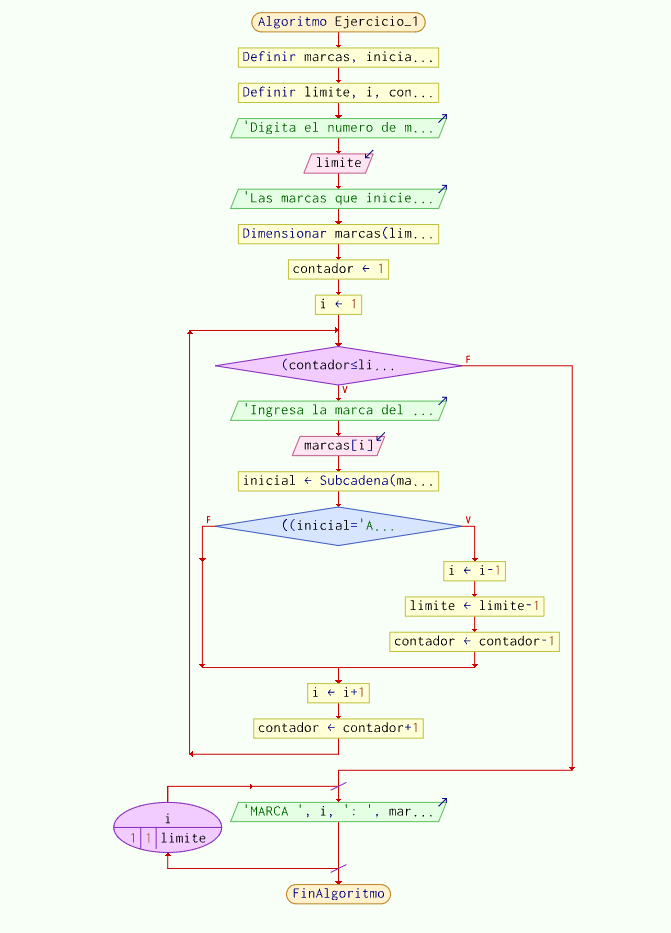 Algoritmo Ejercicio_1
Definir marcas, inicia...
Definir limite, i, con...
'Digita el numero de m...
limite
'Las marcas que inicie...
Dimensionar marcas(lim...
contador ← 1
i ← 1
(contador≤li...
F
V
'Ingresa la marca del ...
marcas[i]
inicial ← Subcadena(ma...
F
((inicial='A...
V
i ← i-1
limite ← limite-1
contador ← contador-1
i ← i+1
contador ← contador+1
i
1 1 limite
'MARCA ', i, ': ', mar...
FinAlgoritmo